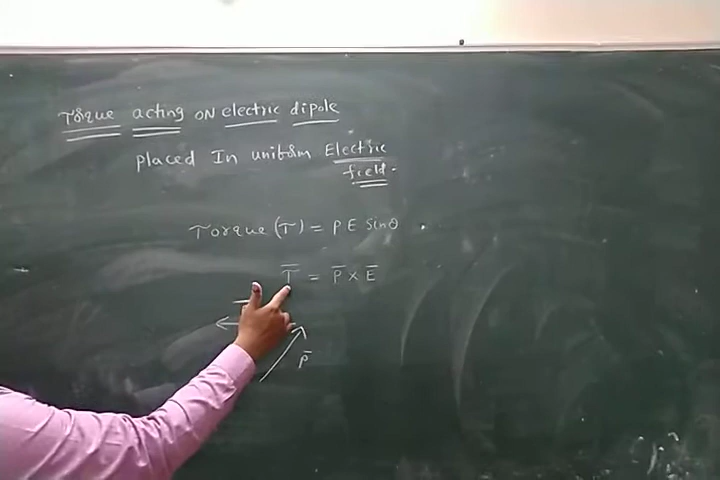 Torque acting ON electric dipole
placed In uniform Electric
field.
Torque (τ) = P E Sinθ
τ̅ = P̅ × E̅
P̅